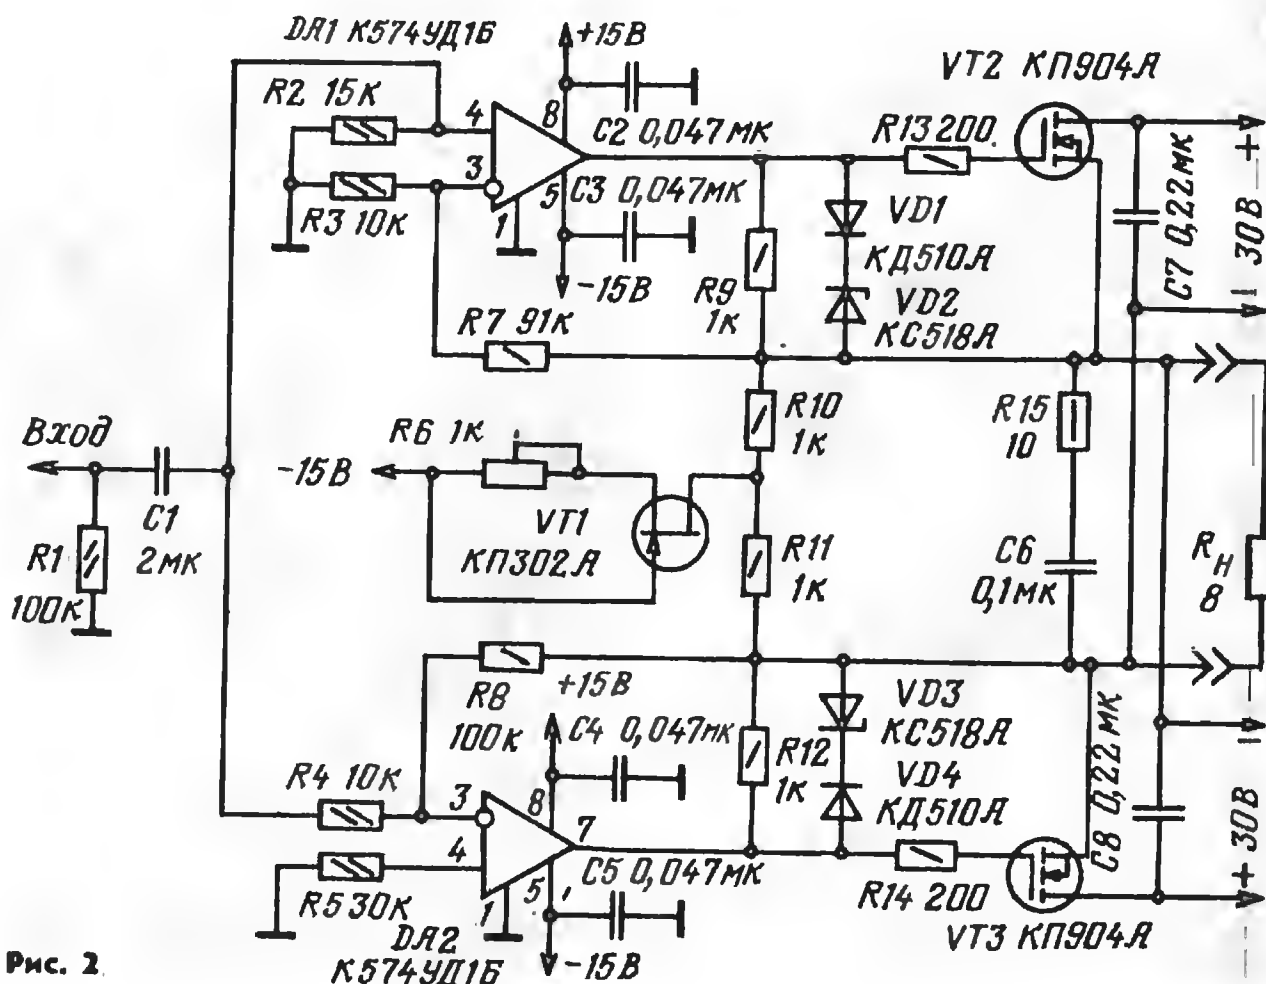 DA1 К574УД1Б
+15В
VT2 КП904А
R2 15к
4
8
C2 0,047мк
R13 200
+
3
C3 0,047мк
5
R3 10к
1
-15В
VD1
КД510А
R9
1к
VD2
КС518А
C7 0,22мк
30В
−
R7 91к
Вход
R6 1к
R10
1к
R15
10
-15В
C1
2мк
VT1
КП302А
R1
100к
R11
1к
C6
0,1мк
Rн
8
R8
100к
+15В
VD3
КС518А
C4 0,047мк
R12
1к
VD4
КД510А
C8 0,22мк
−
30В
+
R4 10к
3
8
7
4
5
C5 0,047мк
R5 30к
1
R14 200
DA2
К574УД1Б
-15В
VT3 КП904А
Рис. 2